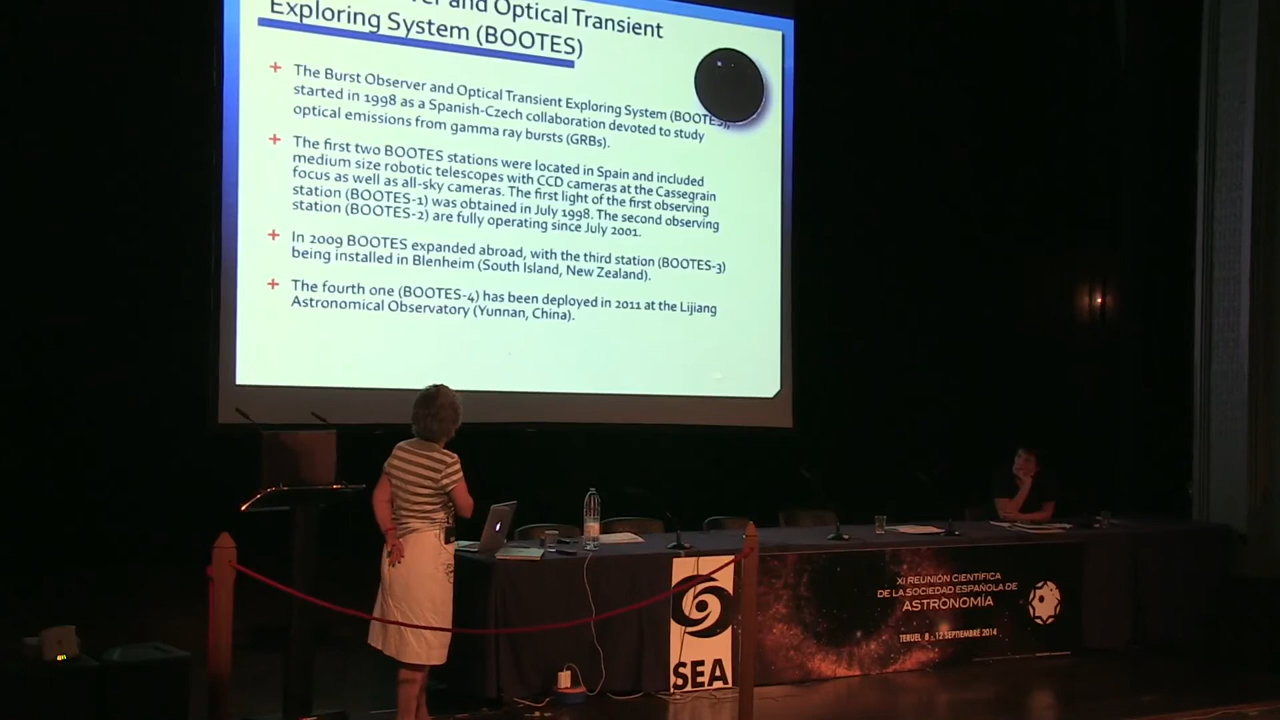 and Optical Transient
Exploring System (BOOTES)
The Burst Observer and Optical Transient Exploring System (BOOTES),
started in 1998 as a Spanish-Czech collaboration devoted to study
optical emissions from gamma ray bursts (GRBs).
The first two BOOTES stations were located in Spain and included
medium size robotic telescopes with CCD cameras at the Cassegrain
focus as well as all-sky cameras. The first light of the first observing
station (BOOTES-1) was obtained in July 1998. The second observing
station (BOOTES-2) are fully operating since July 2001.
In 2009 BOOTES expanded abroad, with the third station (BOOTES-3)
being installed in Blenheim (South Island, New Zealand).
The fourth one (BOOTES-4) has been deployed in 2011 at the Lijiang
Astronomical Observatory (Yunnan, China).
SEA
XI REUNIÓN CIENTÍFICA
DE LA SOCIEDAD ESPAÑOLA DE
ASTRONOMÍA
TERUEL 8 - 12 SEPTIEMBRE 2014